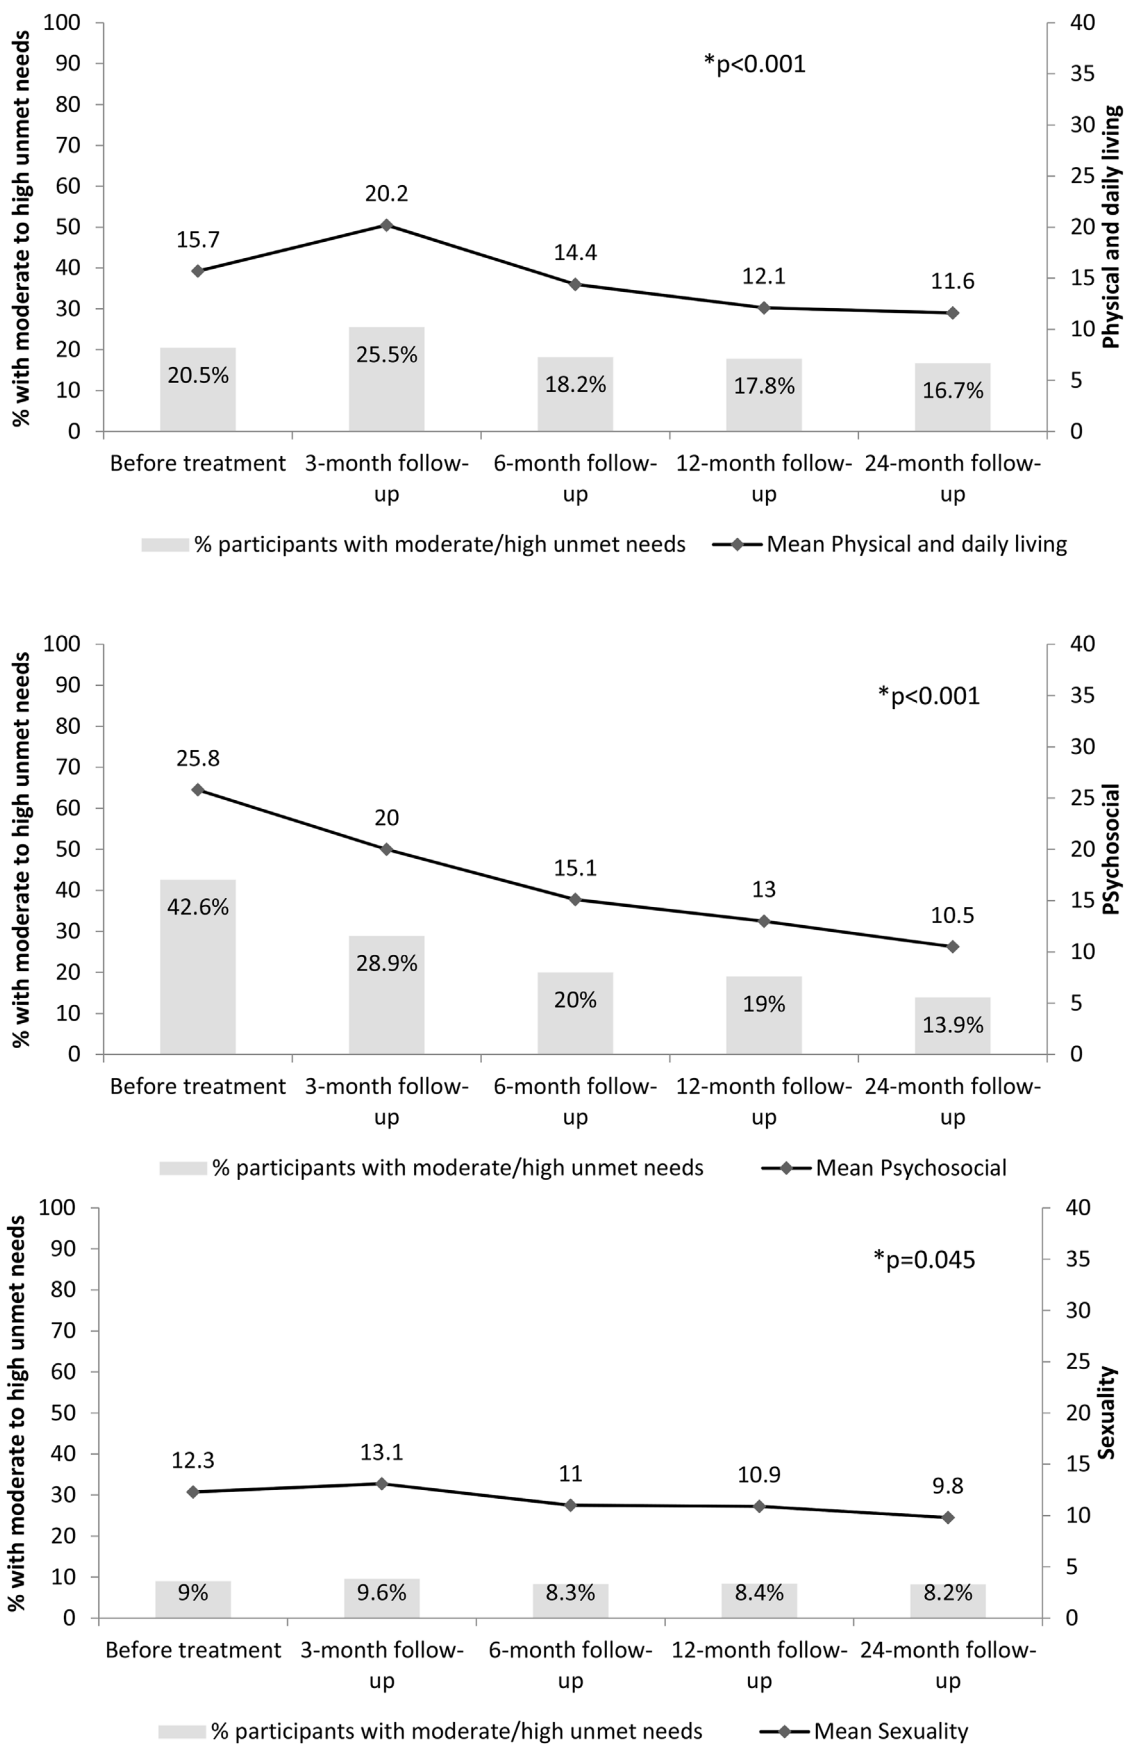 % with moderate to high unmet needs
100
90
80
70
60
50
40
30
20
10
0
*p<0.001
15.7
20.2
14.4
12.1
11.6
20.5%
25.5%
18.2%
17.8%
16.7%
40
35
30
25
20
15
10
5
0
Physical and daily living
Before treatment
3-month follow-
up
6-month follow-
up
12-month follow-
up
24-month follow-
up
% participants with moderate/high unmet needs
Mean Physical and daily living
% with moderate to high unmet needs
100
90
80
70
60
50
40
30
20
10
0
*p<0.001
25.8
20
15.1
13
10.5
42.6%
28.9%
20%
19%
13.9%
40
35
30
25
20
15
10
5
0
PSychosocial
Before treatment
3-month follow-
up
6-month follow-
up
12-month follow-
up
24-month follow-
up
% participants with moderate/high unmet needs
Mean Psychosocial
% with moderate to high unmet needs
100
90
80
70
60
50
40
30
20
10
0
*p=0.045
12.3
13.1
11
10.9
9.8
9%
9.6%
8.3%
8.4%
8.2%
40
35
30
25
20
15
10
5
0
Sexuality
Before treatment
3-month follow-
up
6-month follow-
up
12-month follow-
up
24-month follow-
up
% participants with moderate/high unmet needs
Mean Sexuality